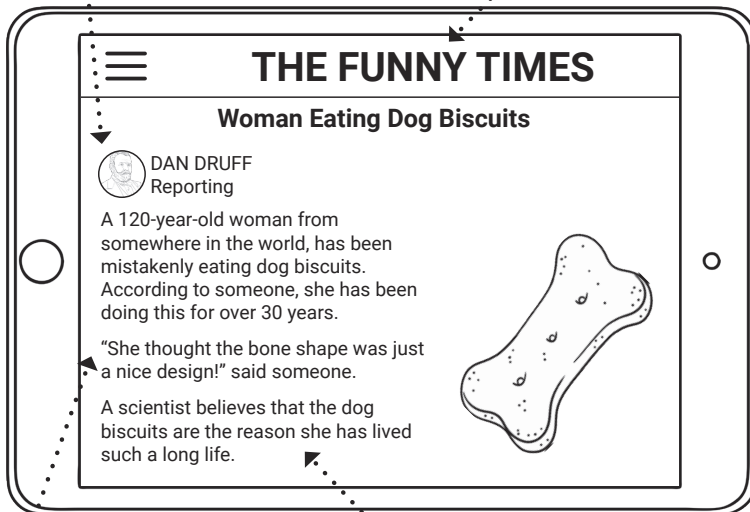 THE FUNNY TIMES
Woman Eating Dog Biscuits
DAN DRUFF
Reporting
A 120-year-old woman from
somewhere in the world, has been
mistakenly eating dog biscuits.
According to someone, she has been
doing this for over 30 years.
“She thought the bone shape was just
a nice design!” said someone.
A scientist believes that the dog
biscuits are the reason she has lived
such a long life.